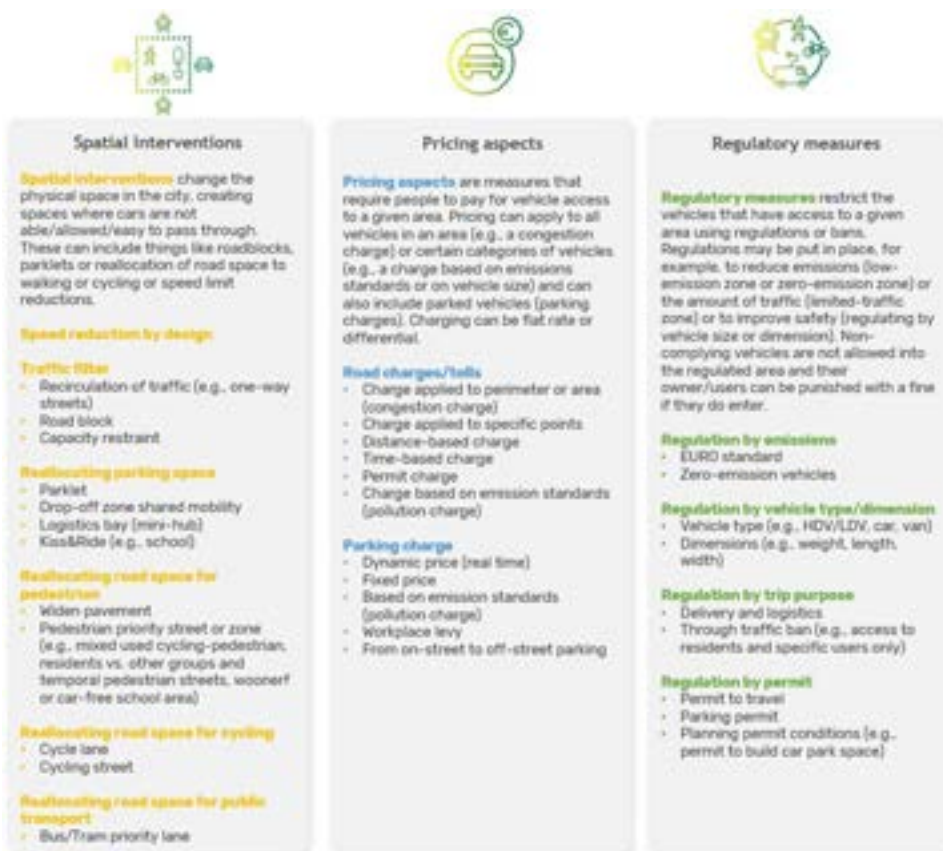 Spatial interventions
Spatial interventions change the
physical space in the city, creating
spaces where cars are not
able/allowed/easy to pass through.
These can include things like roadblocks,
parklets or reallocation of road space to
walking or cycling or speed limit
reductions.
Speed reduction by design
Traffic filter
• Recirculation of traffic (e.g., one-way
streets)
• Road block
• Capacity restraint
Reallocating parking space
• Parklet
• Drop-off zone shared mobility
• Logistics bay (mini-hub)
• Kiss&Ride (e.g., school)
Reallocating road space for
pedestrian
• Widen pavement
• Pedestrian priority street or zone
(e.g., mixed used cycling-pedestrian,
residents vs. other groups and
temporal pedestrian streets, woonerf
or car-free school area)
Reallocating road space for cycling
• Cycle lane
• Cycling street
Reallocating road space for public
transport
• Bus/Tram priority lane
€
Pricing aspects
Pricing aspects are measures that
require people to pay for vehicle access
to a given area. Pricing can apply to all
vehicles in an area (e.g., a congestion
charge) or certain categories of vehicles
(e.g., a charge based on emissions
standards or on vehicle size) and can
also include parked vehicles (parking
charges). Charging can be flat rate or
differential.
Road charges/tolls
• Charge applied to perimeter or area
(congestion charge)
• Charge applied to specific points
• Distance-based charge
• Time-based charge
• Permit charge
• Charge based on emission standards
(pollution charge)
Parking charge
• Dynamic price (real time)
• Fixed price
• Based on emission standards
(pollution charge)
• Workplace levy
• From on-street to off-street parking
Regulatory measures
Regulatory measures restrict the
vehicles that have access to a given
area using regulations or bans.
Regulations may be put in place, for
example, to reduce emissions (low-
emission zone or zero-emission zone) or
the amount of traffic (limited-traffic
zone) or to improve safety (regulating by
vehicle size or dimension). Non-
complying vehicles are not allowed into
the regulated area and their
owner/users can be punished with a fine
if they do enter.
Regulation by emissions
• EURO standard
• Zero-emission vehicles
Regulation by vehicle type/dimension
• Vehicle type (e.g., HDV/LDV, car, van)
• Dimensions (e.g., weight, length,
width)
Regulation by trip purpose
• Delivery and logistics
• Through traffic ban (e.g., access to
residents and specific users only)
Regulation by permit
• Permit to travel
• Parking permit
• Planning permit conditions (e.g.,
permit to build car park space)